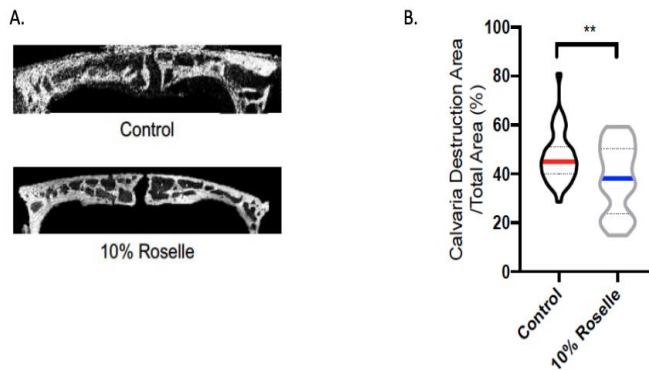 A.
Control
10% Roselle
B.
**
Calvaria Destruction Area
/Total Area (%)
100
80
60
40
20
0
Control
10% Roselle